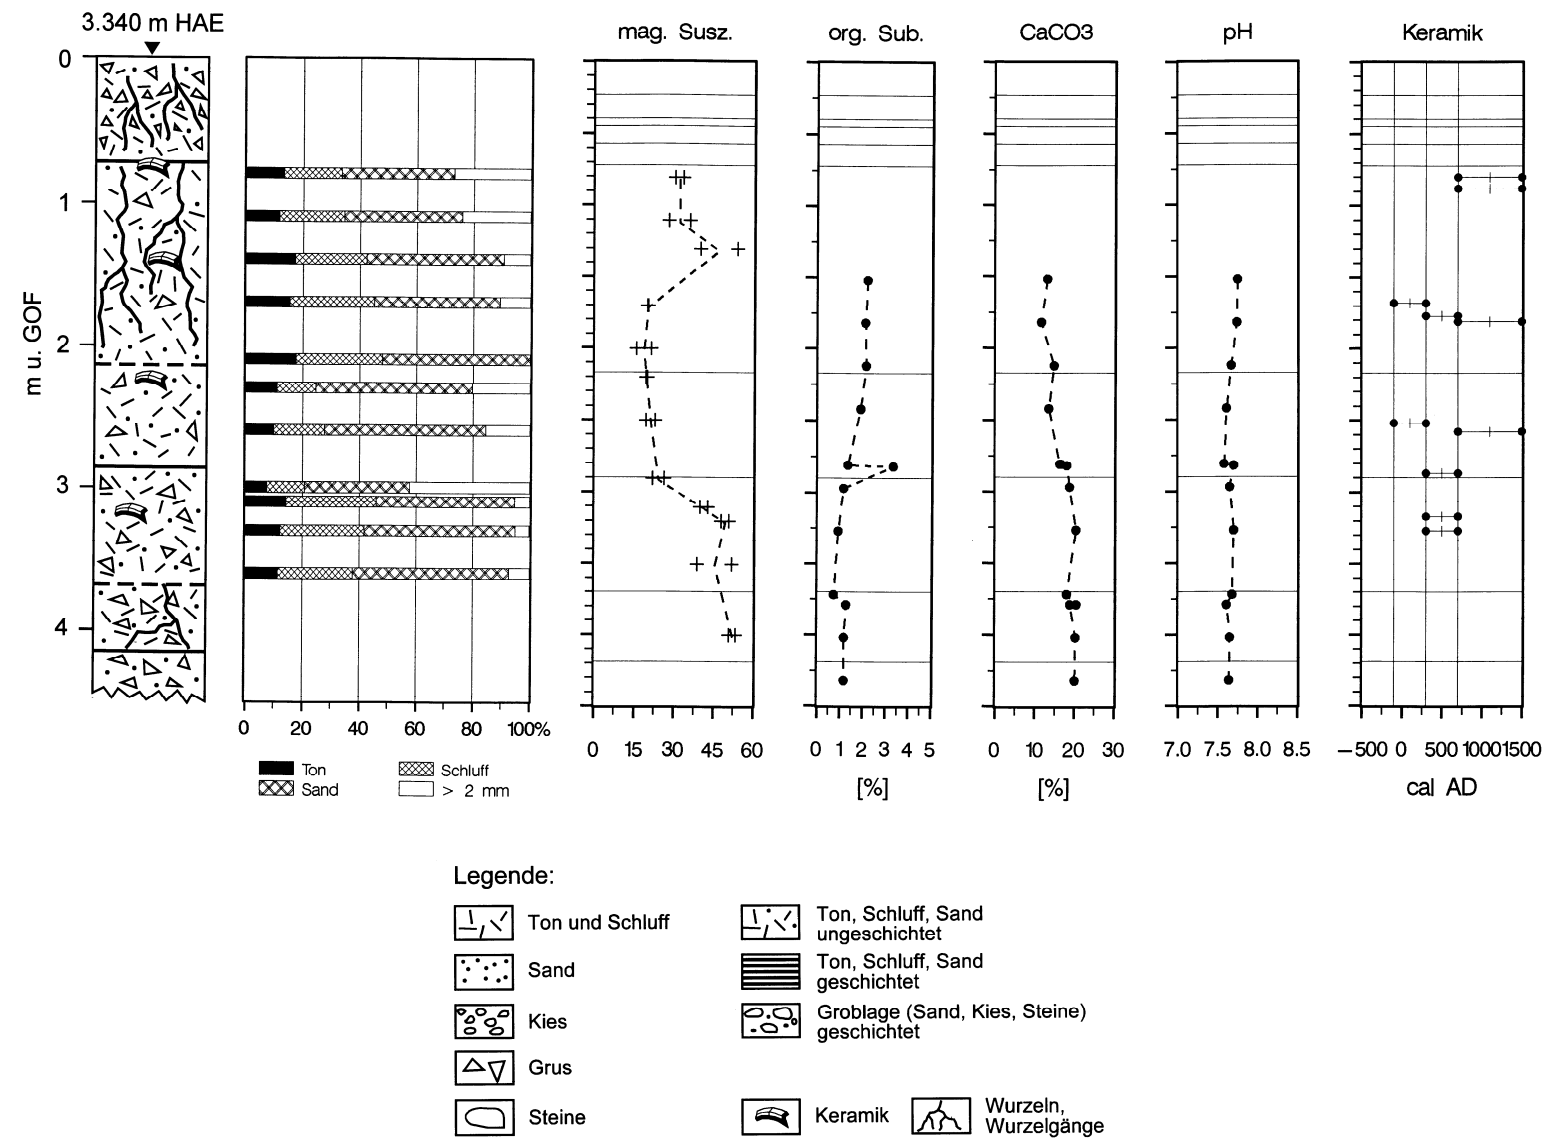 3.340 m HAE
mag. Susz.
org. Sub.
CaCO3
pH
Keramik
0
1
2
3
4
m u. GOF
0 20 40 60 80 100%
0 15 30 45 60
0 1 2 3 4 5
0 10 20 30
7.0 7.5 8.0 8.5
−500 0 500 1000 1500
[%]
[%]
cal AD
Ton
Schluff
Sand
> 2 mm
Legende:
Ton und Schluff
Sand
Kies
Grus
Steine
Ton, Schluff, Sand
ungeschichtet
Ton, Schluff, Sand
geschichtet
Groblage (Sand, Kies, Steine)
geschichtet
Keramik
Wurzeln,
Wurzelgänge